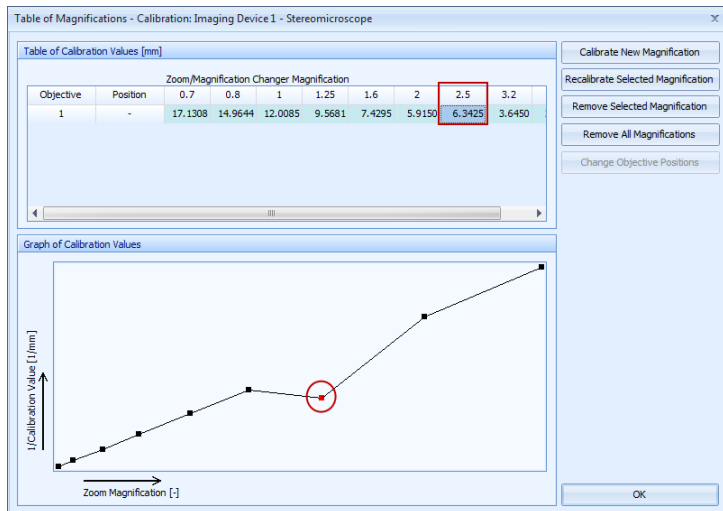 Table of Magnifications - Calibration: Imaging Device 1 - Stereomicroscope
Table of Calibration Values [mm]
Zoom/Magnification Changer Magnification
Objective Position 0.7 0.8 1 1.25 1.6 2 2.5 3.2
1 - 17.1308 14.9644 12.0085 9.5681 7.4295 5.9150 6.3425 3.6450
Calibrate New Magnification
Recalibrate Selected Magnification
Remove Selected Magnification
Remove All Magnifications
Change Objective Positions
Graph of Calibration Values
1/Calibration Value [1/mm]
Zoom Magnification [-]
OK